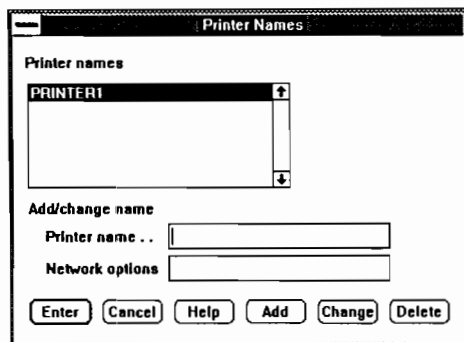 Printer Names
Printer names
PRINTER1
Add/change name
Printer name . .
Network options
Enter Cancel Help Add Change Delete